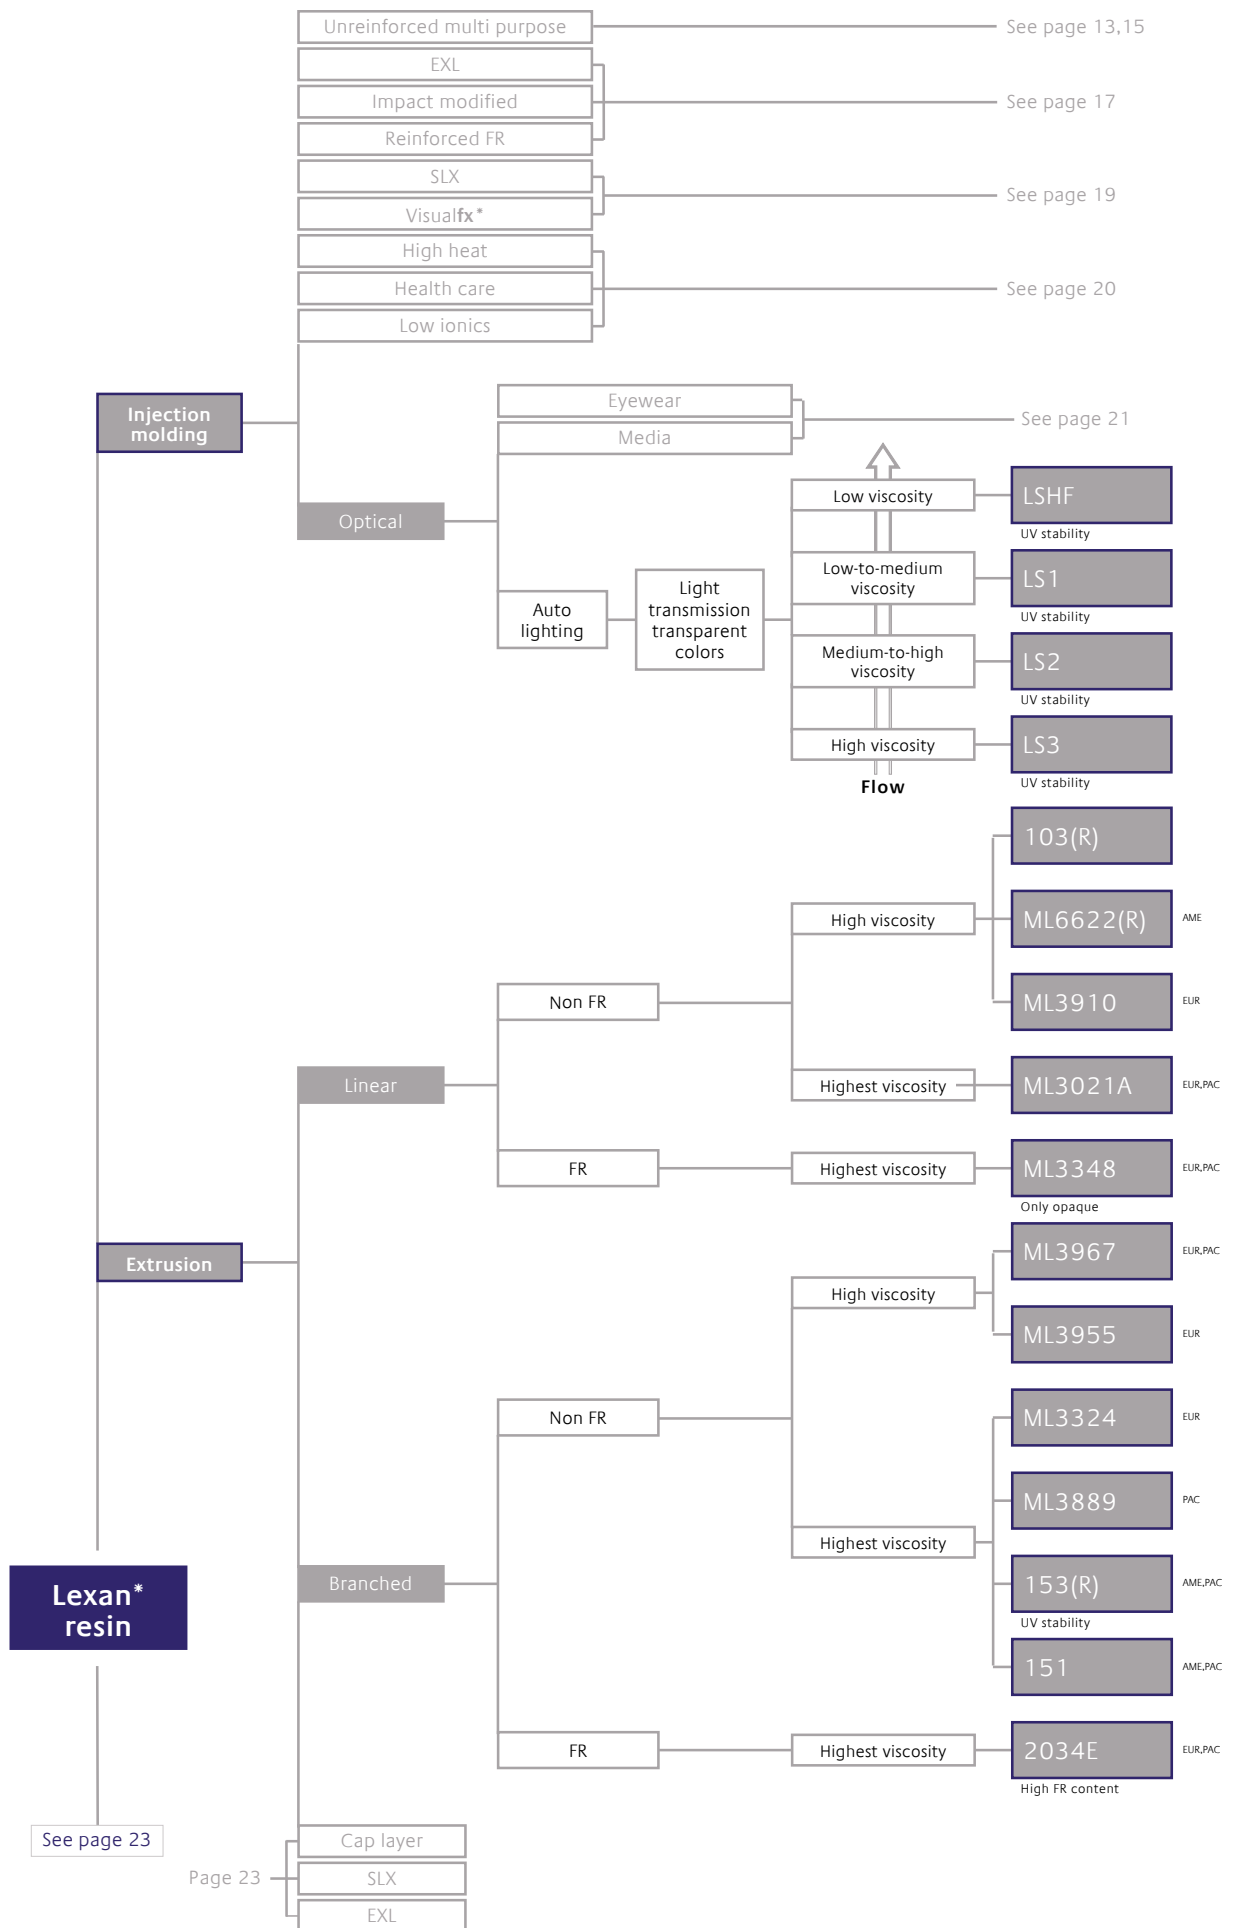 Unreinforced multi purpose
See page 13,15
EXL
Impact modified
See page 17
Reinforced FR
SLX
See page 19
Visualfx*
High heat
Health care
See page 20
Low ionics
Injection
molding
Eyewear
See page 21
Media
Optical
Low viscosity
LSHF
UV stability
Auto
lighting
Light
transmission
transparent
colors
Low-to-medium
viscosity
LS1
UV stability
Medium-to-high
viscosity
LS2
UV stability
High viscosity
LS3
UV stability
Flow
103(R)
High viscosity
ML6622(R)
AME
Non FR
ML3910
EUR
Linear
Highest viscosity
ML3021A
EUR,PAC
FR
Highest viscosity
ML3348
EUR,PAC
Only opaque
Extrusion
ML3967
EUR,PAC
High viscosity
ML3955
EUR
Non FR
ML3324
EUR
ML3889
PAC
Highest viscosity
Branched
153(R)
AME,PAC
UV stability
Lexan*
resin
151
AME,PAC
FR
Highest viscosity
2034E
EUR,PAC
High FR content
See page 23
Cap layer
Page 23
SLX
EXL